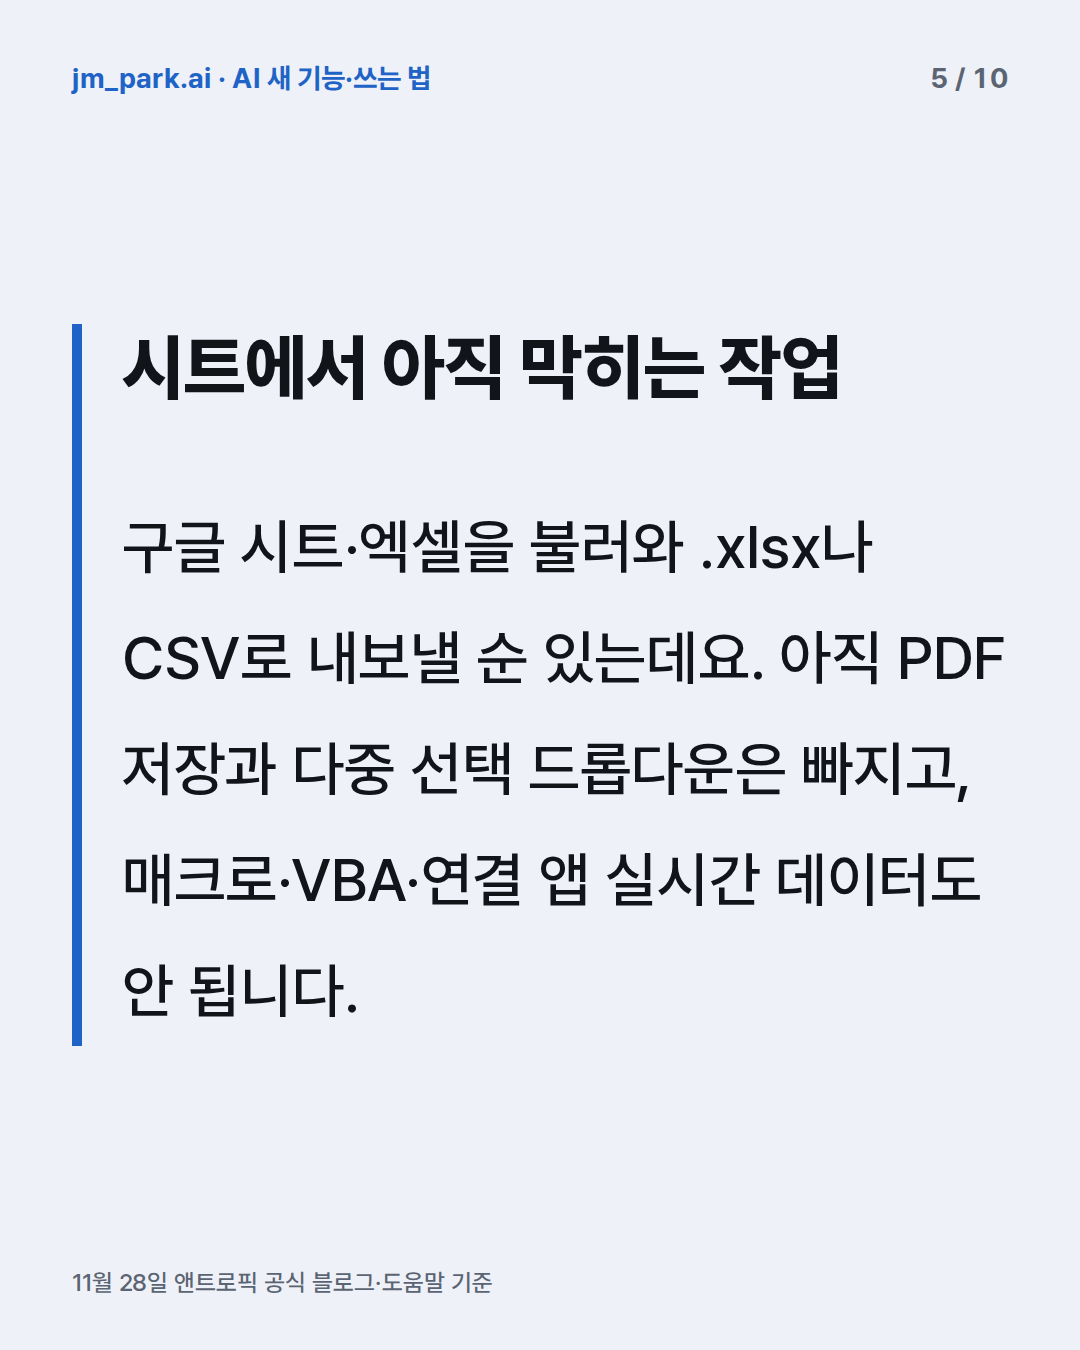 jm_park.ai · AI 새 기능·쓰는 법
5 / 10
시트에서 아직 막히는 작업
구글 시트·엑셀을 불러와 .xlsx나
CSV로 내보낼 순 있는데요. 아직 PDF
저장과 다중 선택 드롭다운은 빠지고,
매크로·VBA·연결 앱 실시간 데이터도
안 됩니다.
11월 28일 앤트로픽 공식 블로그·도움말 기준